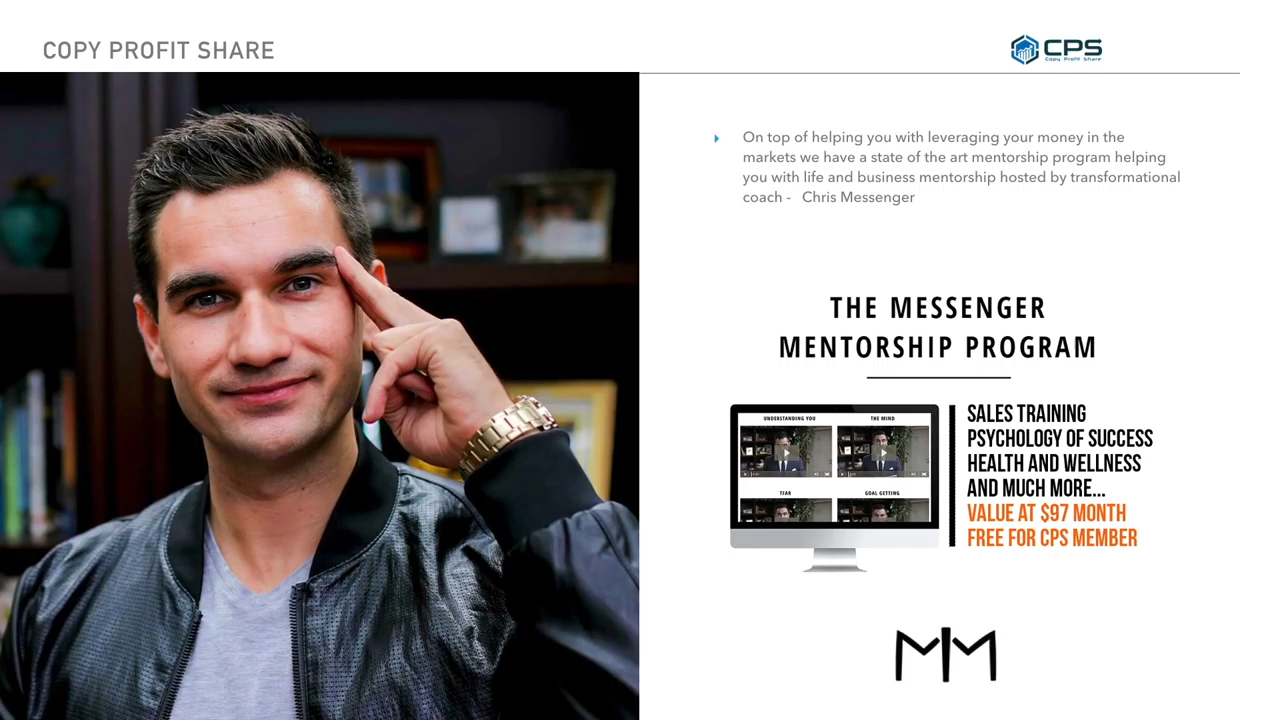 COPY PROFIT SHARE
CPS
Copy Profit Share
On top of helping you with leveraging your money in the
markets we have a state of the art mentorship program helping
you with life and business mentorship hosted by transformational
coach - Chris Messenger
THE MESSENGER
MENTORSHIP PROGRAM
UNDERSTANDING YOU
THE MIND
TFAR
GOAL GETTING
SALES TRAINING
PSYCHOLOGY OF SUCCESS
HEALTH AND WELLNESS
AND MUCH MORE...
VALUE AT $97 MONTH
FREE FOR CPS MEMBER